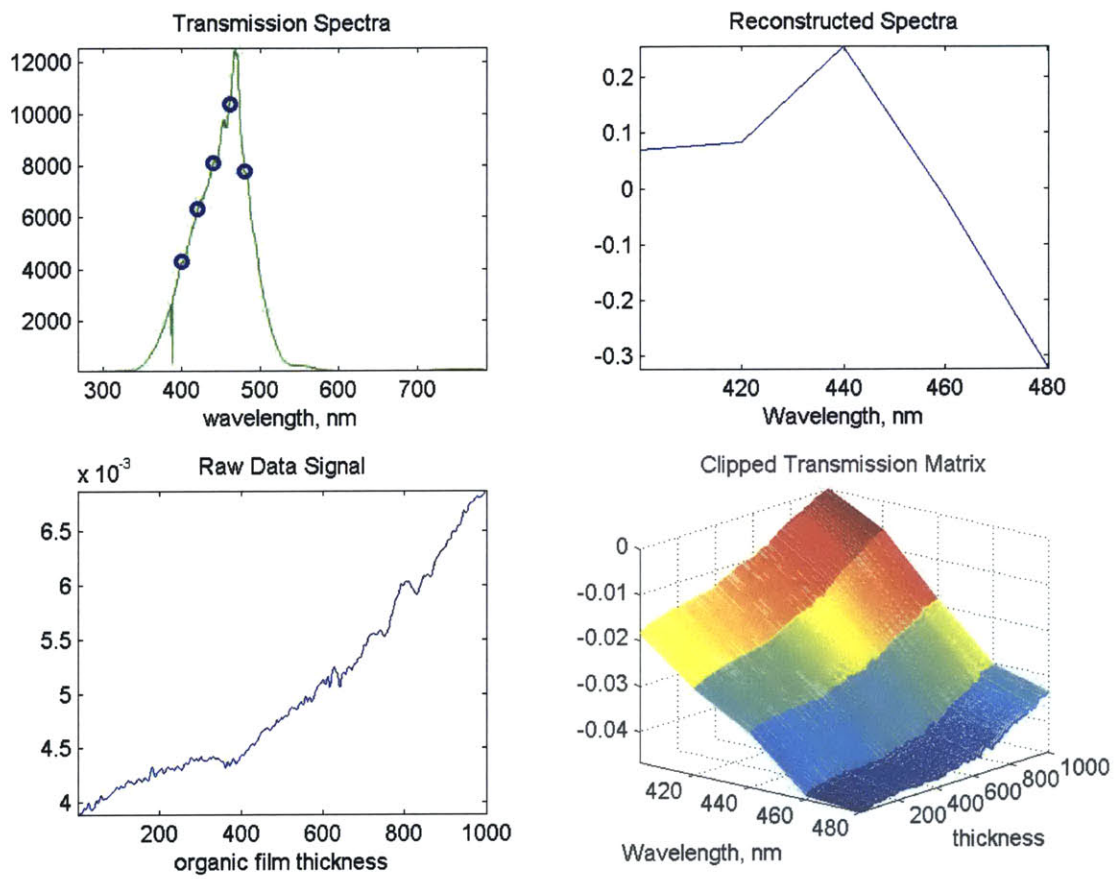 Transmission Spectra
12000
10000
8000
6000
4000
2000
300 400 500 600 700
wavelength, nm
Reconstructed Spectra
0.2
0.1
0
-0.1
-0.2
-0.3
420 440 460 480
Wavelength, nm
Raw Data Signal
x 10-3
6.5
6
5.5
5
4.5
4
200 400 600 800 1000
organic film thickness
Clipped Transmission Matrix
0
-0.01
-0.02
-0.03
-0.04
420 440 460 480
Wavelength, nm
200 400 600 800 1000
thickness